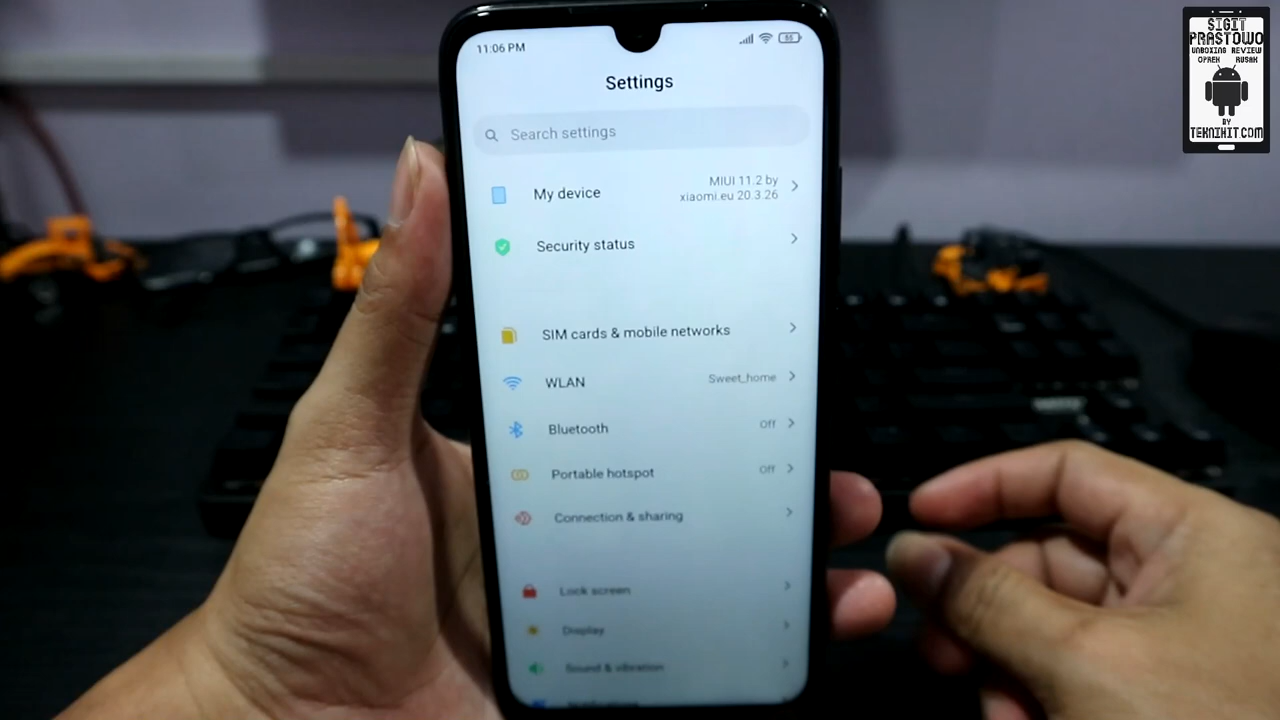 11:06 PM
55
Settings
Search settings
My device
MIUI 11.2 by
xiaomi.eu 20.3.26
Security status
SIM cards & mobile networks
WLAN
Sweet_home
Bluetooth
Off
Portable hotspot
Off
Connection & sharing
Lock screen
Display
Sound & vibration
SIGIT
PRASTOWO
UNBOXING REVIEW
OPREK RUSAK
BY
TEKNIHIT.COM